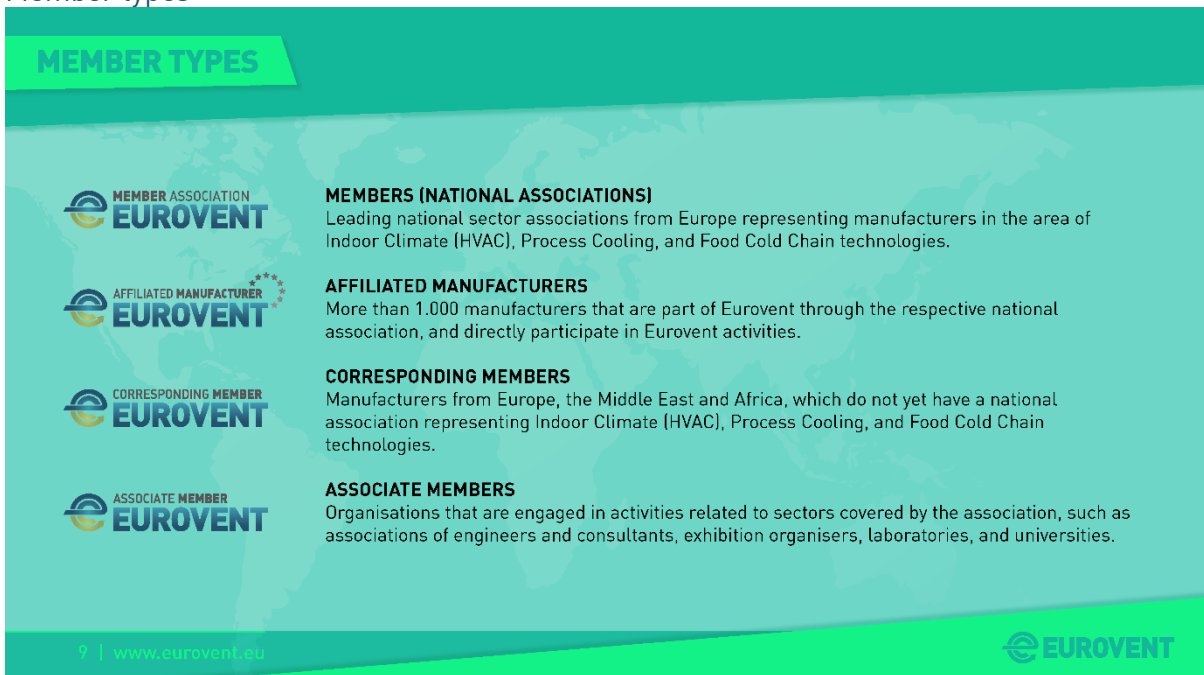 Member types
MEMBER TYPES
MEMBER ASSOCIATION
EUROVENT
MEMBERS (NATIONAL ASSOCIATIONS)
Leading national sector associations from Europe representing manufacturers in the area of
Indoor Climate (HVAC), Process Cooling, and Food Cold Chain technologies.
AFFILIATED MANUFACTURER
EUROVENT
AFFILIATED MANUFACTURERS
More than 1.000 manufacturers that are part of Eurovent through the respective national
association, and directly participate in Eurovent activities.
CORRESPONDING MEMBER
EUROVENT
CORRESPONDING MEMBERS
Manufacturers from Europe, the Middle East and Africa, which do not yet have a national
association representing Indoor Climate (HVAC), Process Cooling, and Food Cold Chain
technologies.
ASSOCIATE MEMBER
EUROVENT
ASSOCIATE MEMBERS
Organisations that are engaged in activities related to sectors covered by the association, such as
associations of engineers and consultants, exhibition organisers, laboratories, and universities.
9 | www.eurovent.eu
EUROVENT